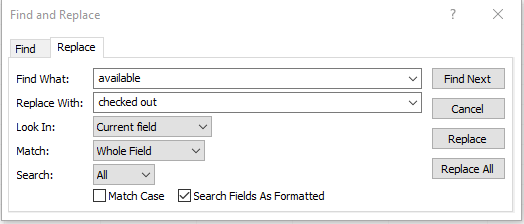 Find and Replace
Find
Replace
Find What:
available
Find Next
Replace With:
checked out
Cancel
Look In:
Current field
Replace
Match:
Whole Field
Search:
All
Replace All
Match Case
Search Fields As Formatted